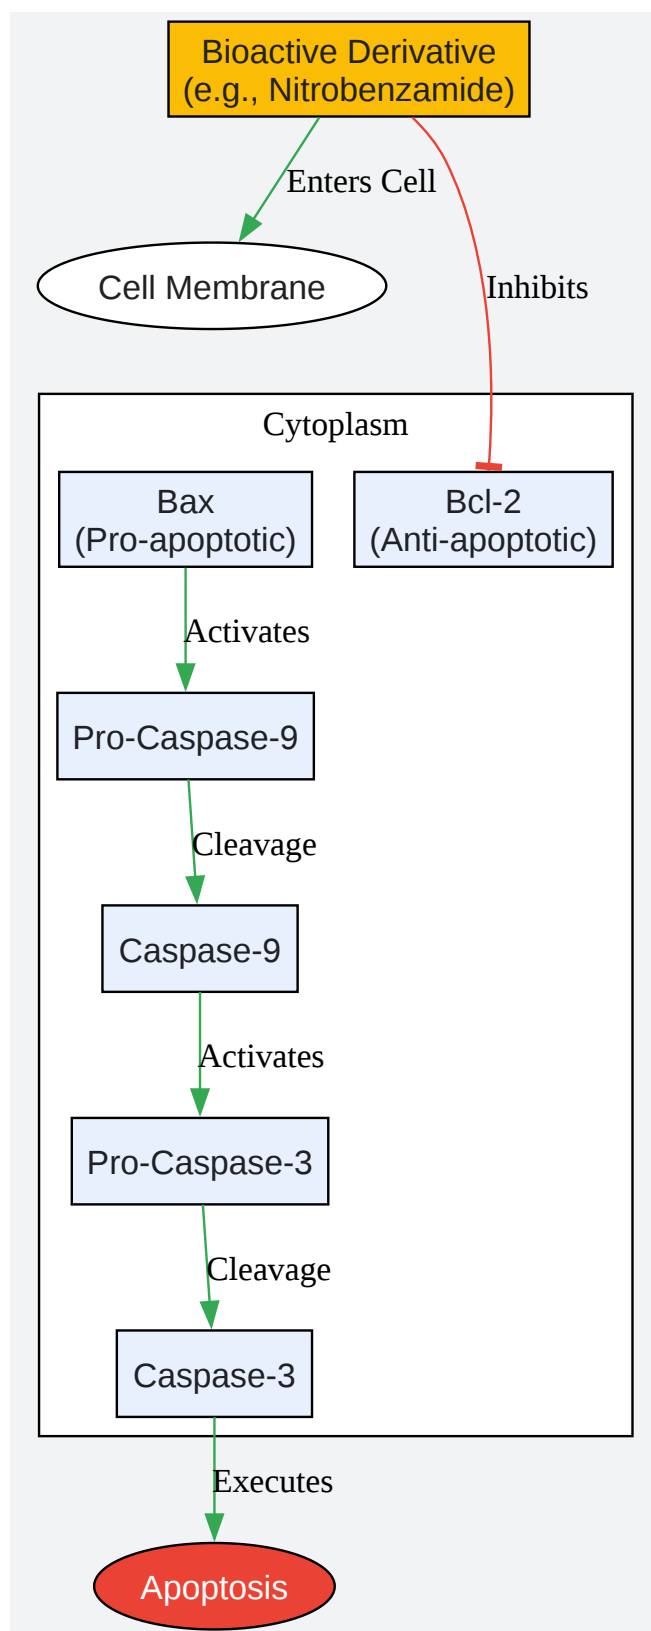 Bioactive Derivative
(e.g., Nitrobenzamide)
Enters Cell
Cell Membrane
Inhibits
Cytoplasm
Bax
(Pro-apoptotic)
Bcl-2
(Anti-apoptotic)
Activates
Pro-Caspase-9
Cleavage
Caspase-9
Activates
Pro-Caspase-3
Cleavage
Caspase-3
Executes
Apoptosis